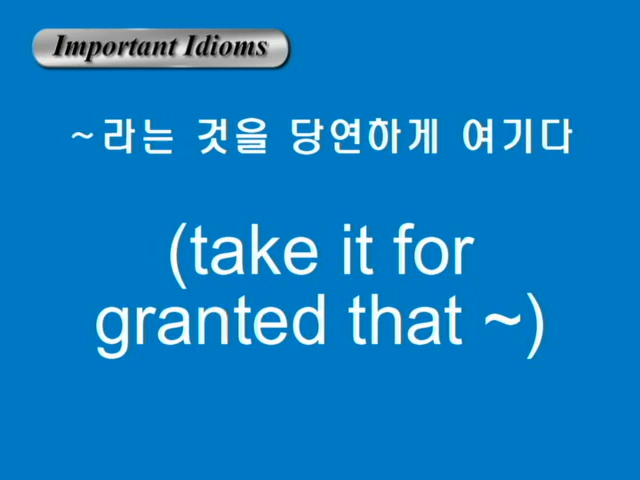 Important Idioms
~라는 것을 당연하게 여기다
(take it for
granted that ~)